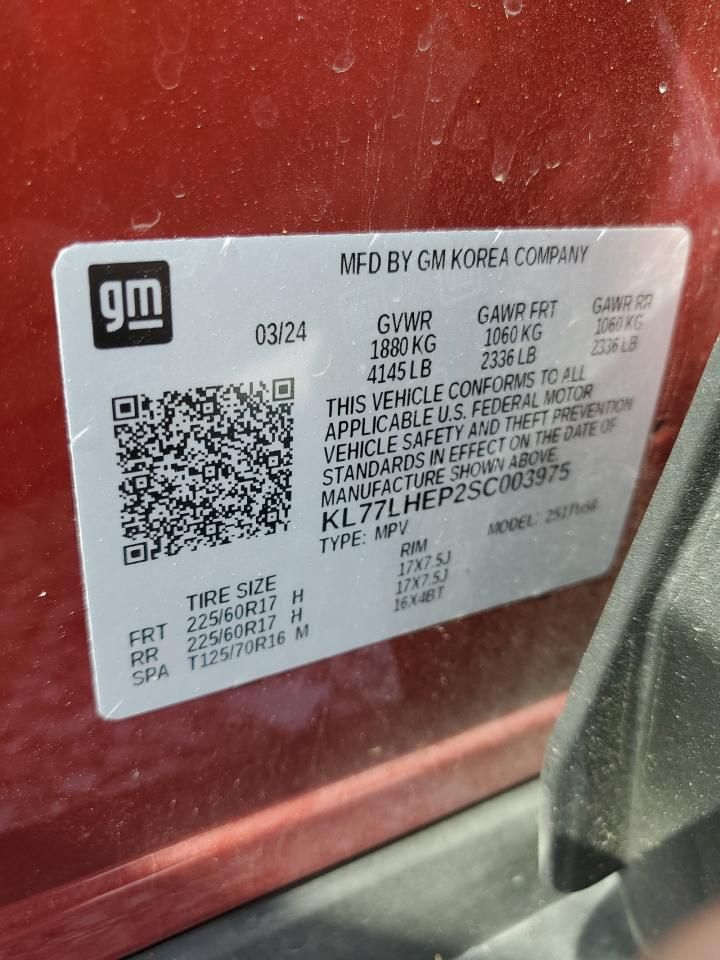 gm
MFD BY GM KOREA COMPANY
03/24
GVWR
1880 KG
4145 LB
GAWR FRT
1060 KG
2336 LB
GAWR RR
1060 KG
2336 LB
THIS VEHICLE CONFORMS TO ALL
APPLICABLE U.S. FEDERAL MOTOR
VEHICLE SAFETY AND THEFT PREVENTION
STANDARDS IN EFFECT ON THE DATE OF
MANUFACTURE SHOWN ABOVE.
KL77LHEP2SC003975
TYPE: MPV
MODEL:
TIRE SIZE
RIM
FRT 225/60R17 H 17X7.5J
RR 225/60R17 H 17X7.5J
SPA T125/70R16 M 16X4BT